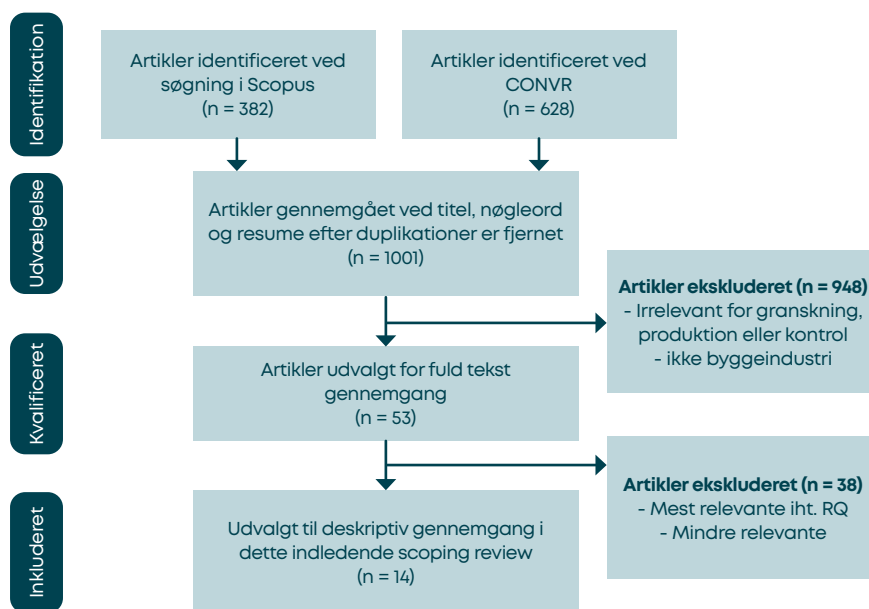 Identifikation
Artikler identificeret ved
søgning i Scopus
(n = 382)
Artikler identificeret ved
CONVR
(n = 628)
Udvælgelse
Artikler gennemgået ved titel, nøgleord
og resume efter duplikationer er fjernet
(n = 1001)
Artikler ekskluderet (n = 948)
- Irrelevant for granskning,
produktion eller kontrol
- ikke byggeindustri
Kvalificeret
Artikler udvalgt for fuld tekst
gennemgang
(n = 53)
Artikler ekskluderet (n = 38)
- Mest relevante iht. RQ
- Mindre relevante
Inkluderet
Udvalgt til deskriptiv gennemgang i
dette indledende scoping review
(n = 14)